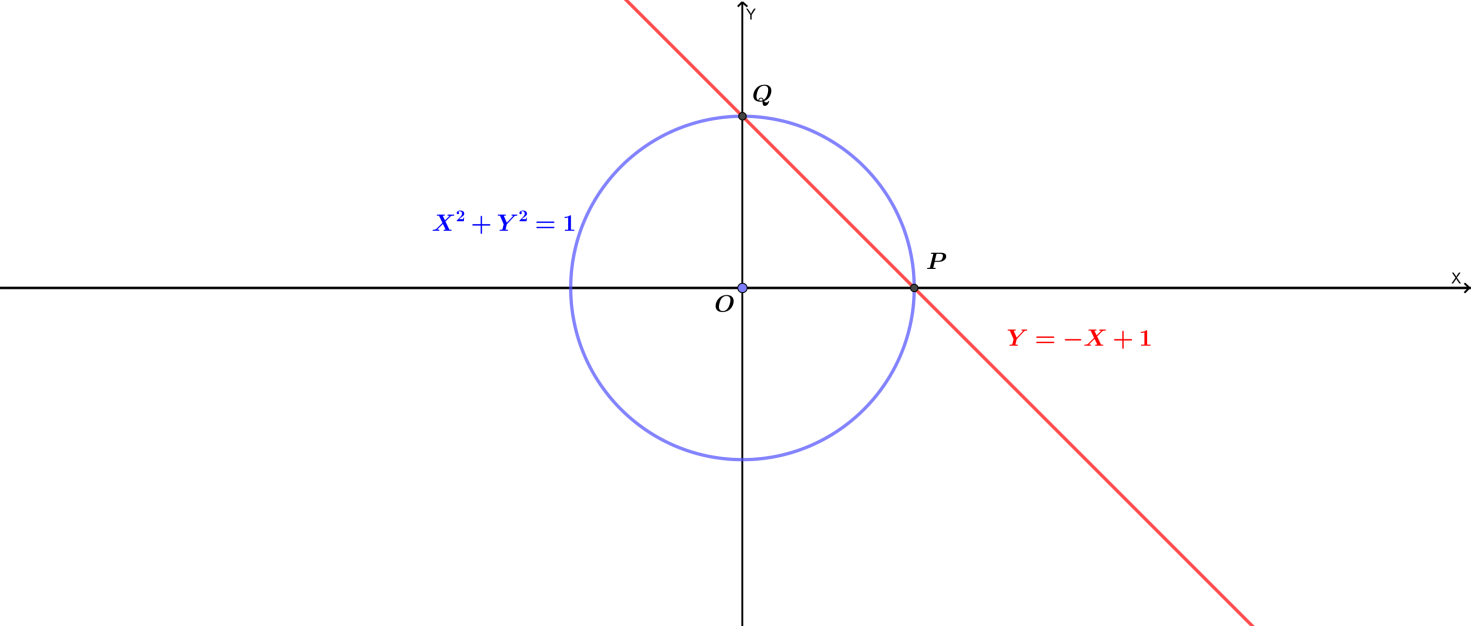 Y
Q
X² + Y² = 1
P
X
O
Y = −X + 1